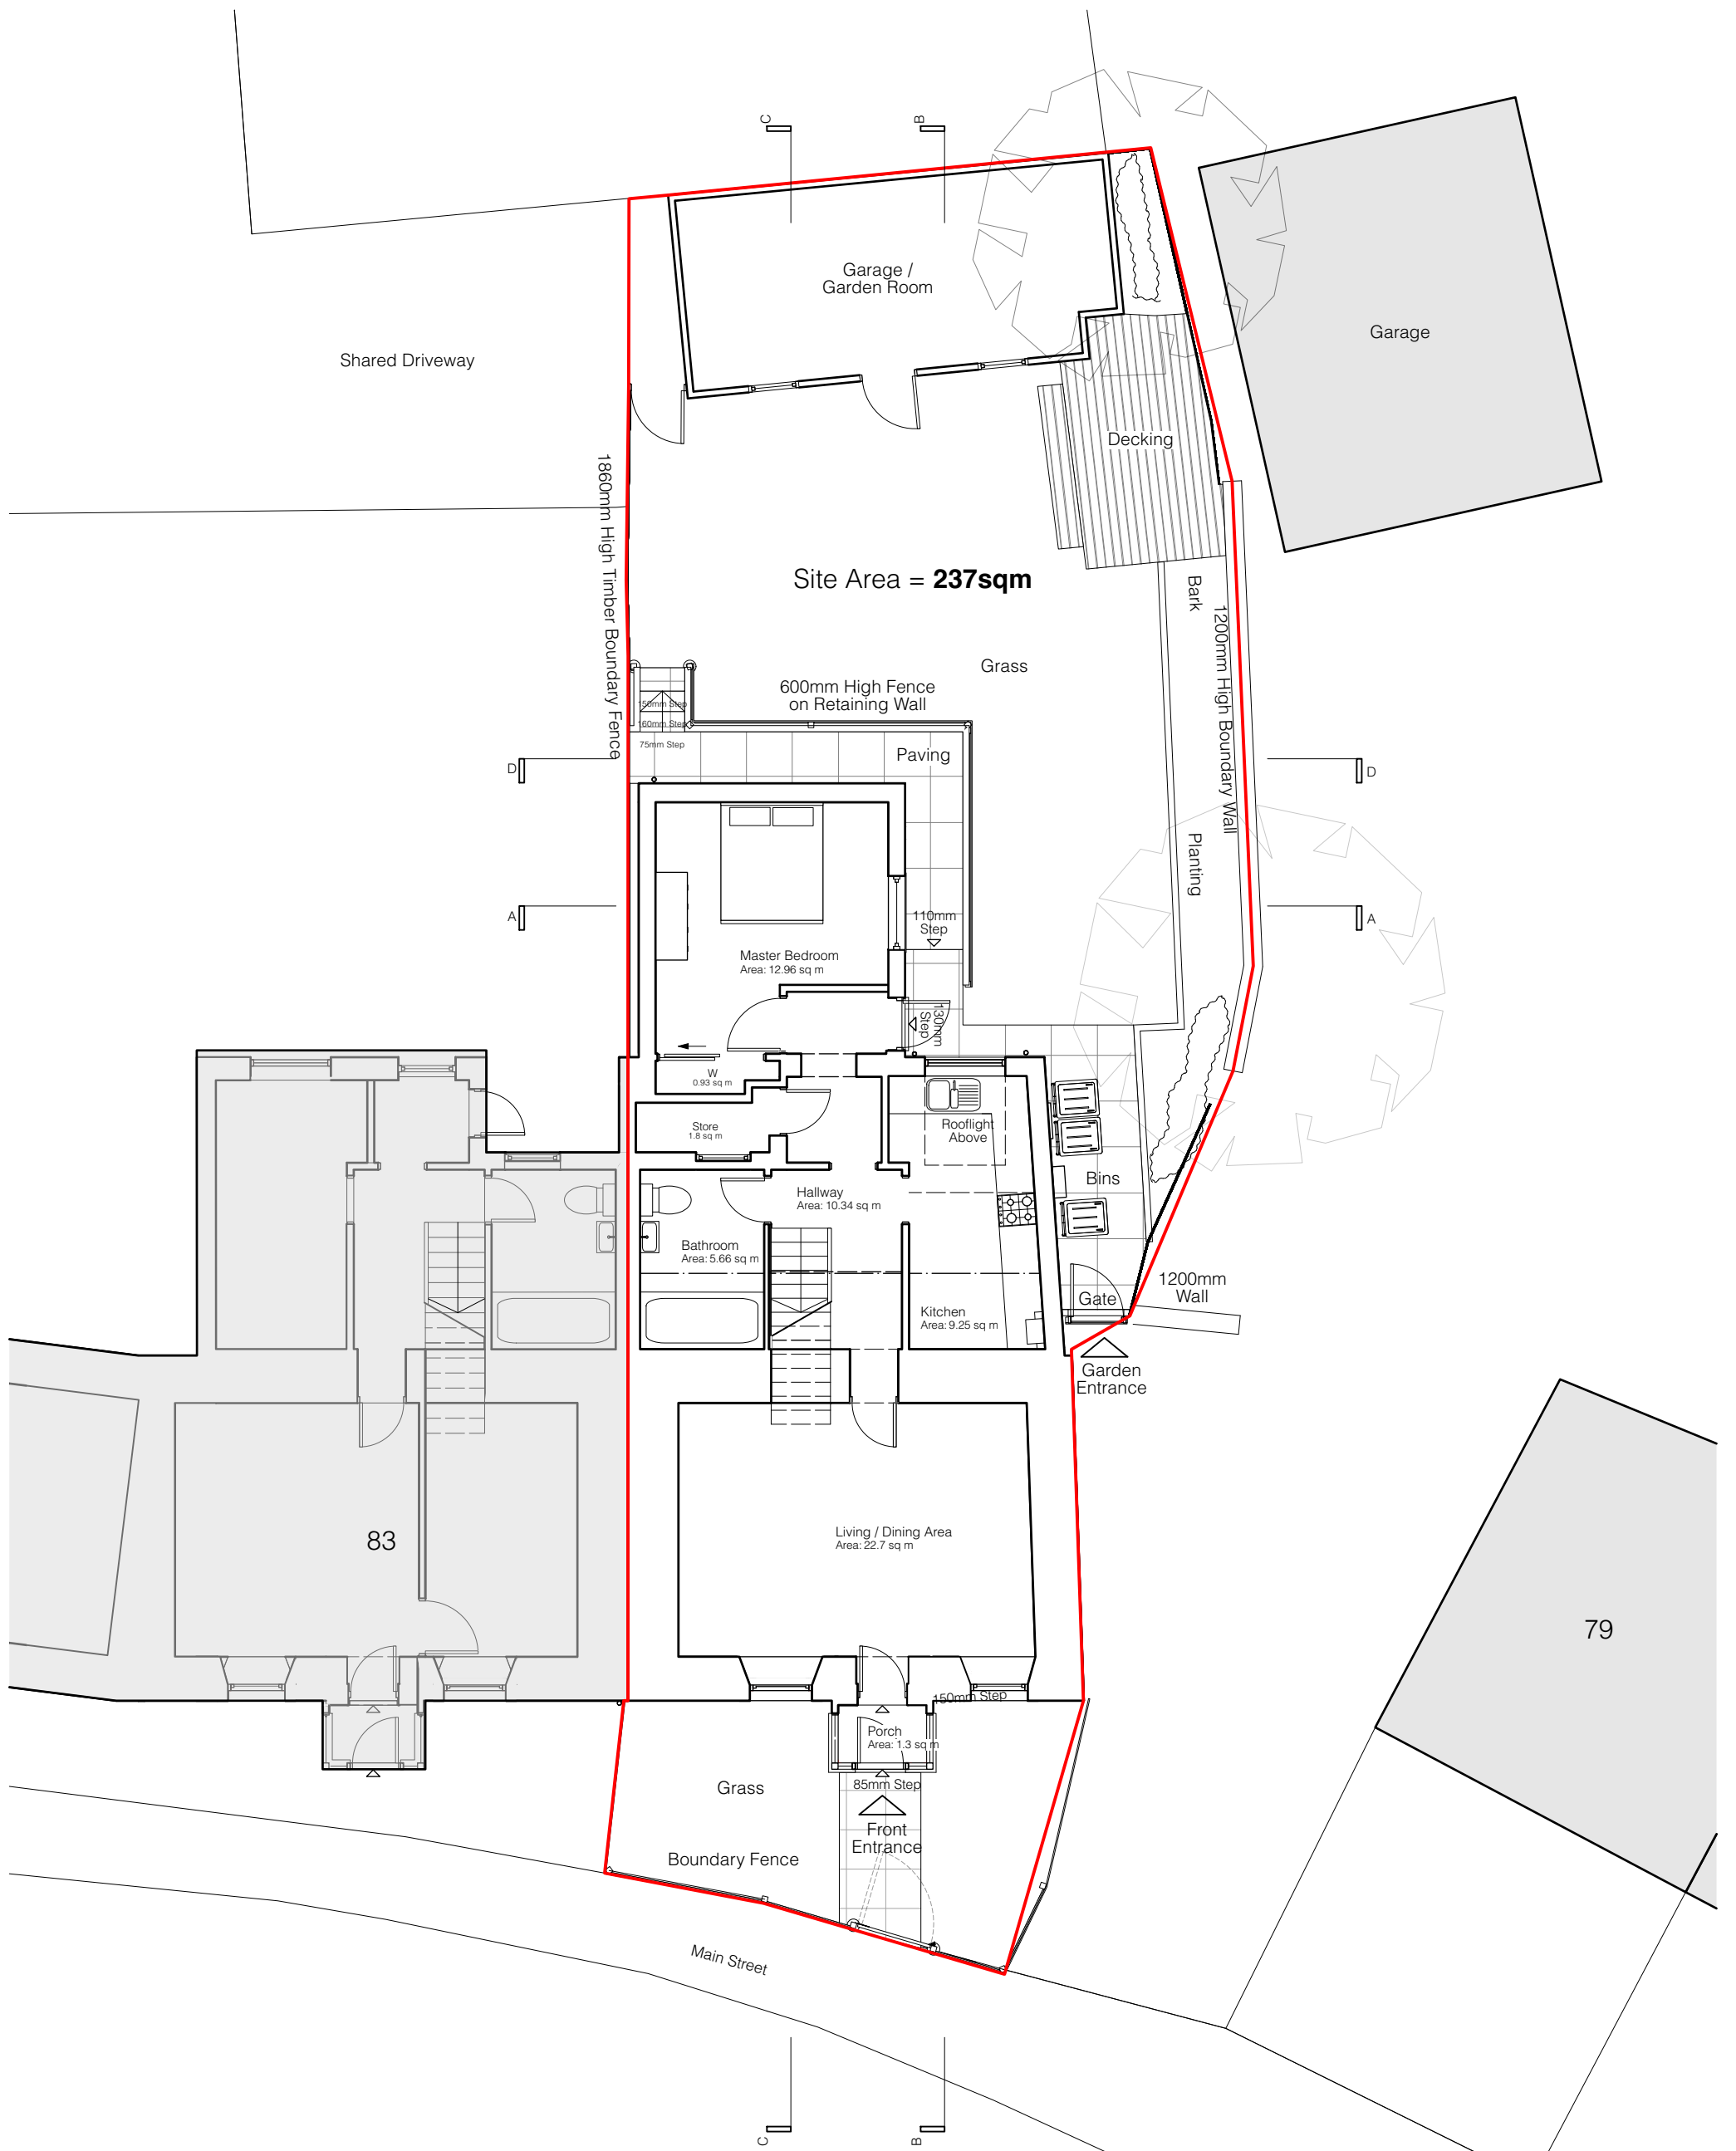 C
B
Garage /
Garden Room
Garage
Shared Driveway
Decking
1860mm High Timber Boundary Fence
Site Area = 237sqm
Bark
1200mm High Boundary Wall
Grass
600mm High Fence
on Retaining Wall
150mm Step
160mm Step
75mm Step
Paving
D
D
Planting
A
A
110mm
Step
Master Bedroom
Area: 12.96 sq m
130mm
Step
W
0.93 sq m
Store
1.8 sq m
Rooflight
Above
Bins
Hallway
Area: 10.34 sq m
Bathroom
Area: 5.66 sq m
1200mm
Wall
Gate
Kitchen
Area: 9.25 sq m
Garden
Entrance
Living / Dining Area
Area: 22.7 sq m
83
79
150mm Step
Porch
Area: 1.3 sq m
85mm Step
Grass
Front
Entrance
Boundary Fence
Main Street
C
B